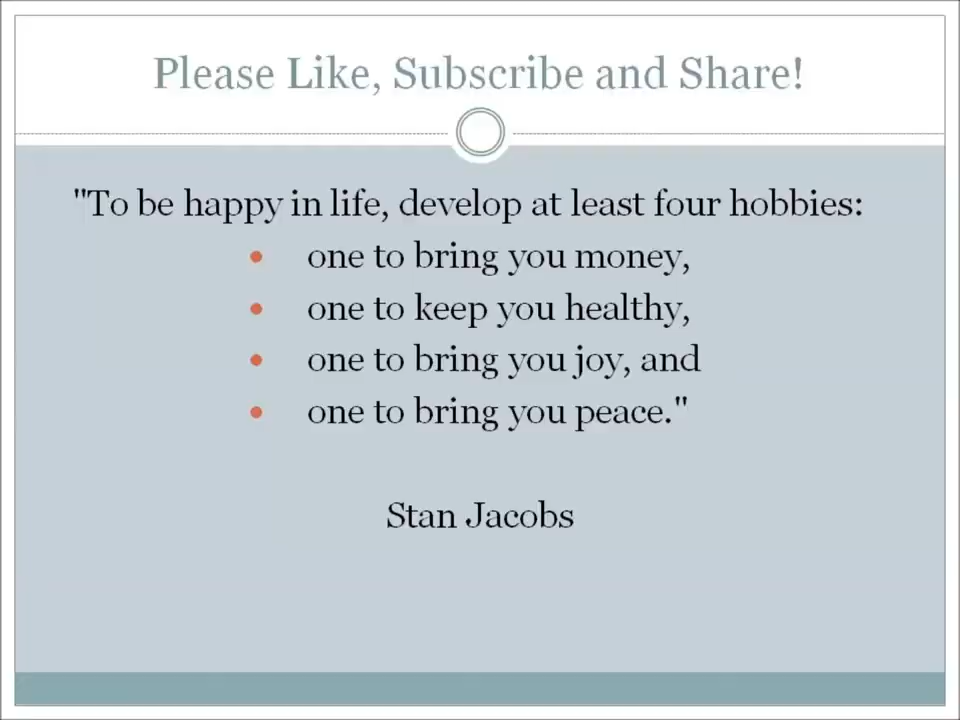 Please Like, Subscribe and Share!
"To be happy in life, develop at least four hobbies:
• one to bring you money,
• one to keep you healthy,
• one to bring you joy, and
• one to bring you peace."
Stan Jacobs